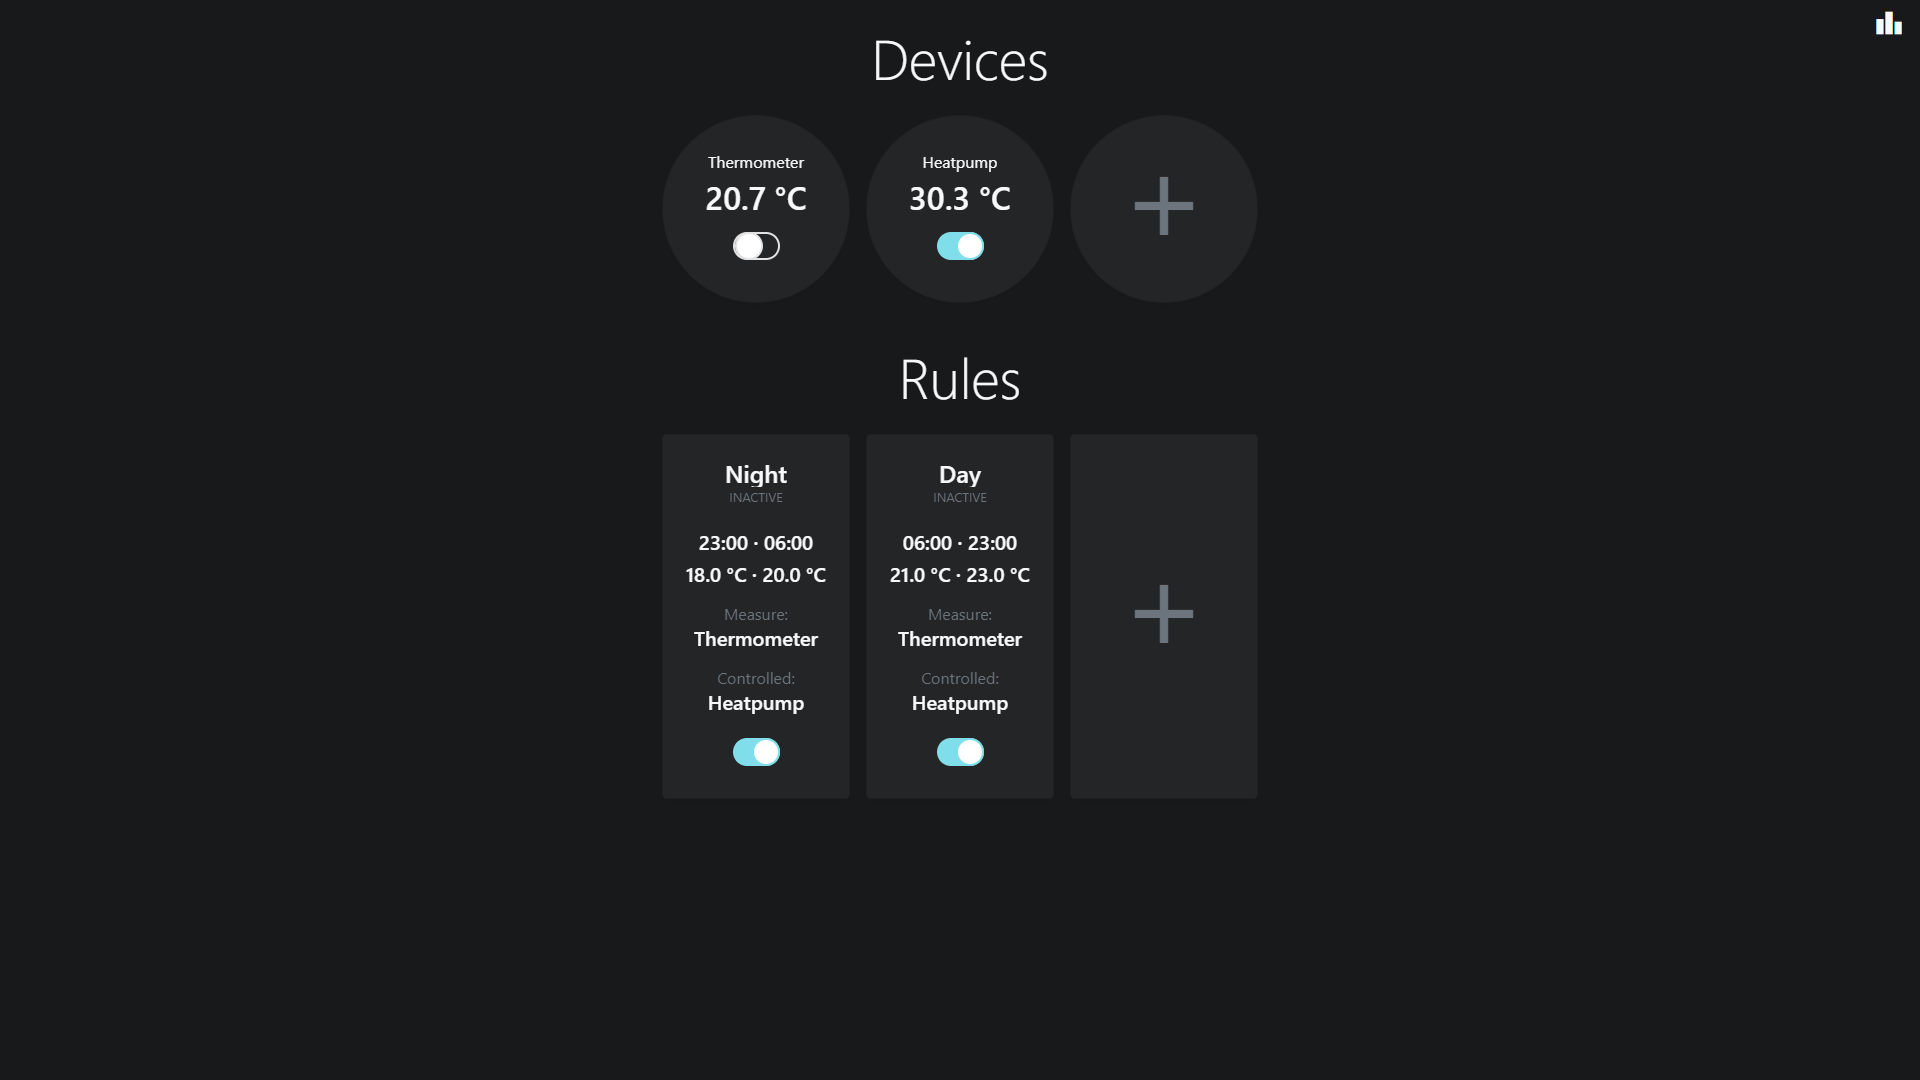 Devices
Thermometer
20.7 °C
Heatpump
30.3 °C
Rules
Night
INACTIVE
23:00 · 06:00
18.0 °C · 20.0 °C
Measure:
Thermometer
Controlled:
Heatpump
Day
INACTIVE
06:00 · 23:00
21.0 °C · 23.0 °C
Measure:
Thermometer
Controlled:
Heatpump